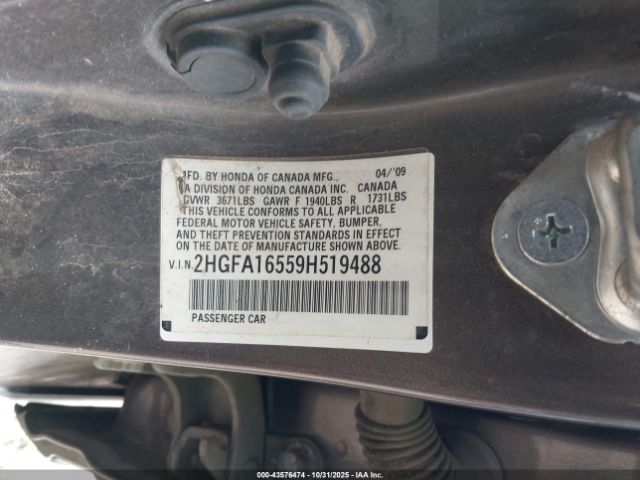 MFD. BY HONDA OF CANADA MFG., 04/'09
A DIVISION OF HONDA CANADA INC. CANADA
GVWR 3671LBS GAWR F 1940LBS R 1731LBS
THIS VEHICLE CONFORMS TO ALL APPLICABLE
FEDERAL MOTOR VEHICLE SAFETY, BUMPER,
AND THEFT PREVENTION STANDARDS IN EFFECT
ON THE DATE OF MANUFACTURE SHOWN ABOVE.
V.I.N. 2HGFA16559H519488
PASSENGER CAR
000-43576474 - 10/31/2025 - IAA Inc.